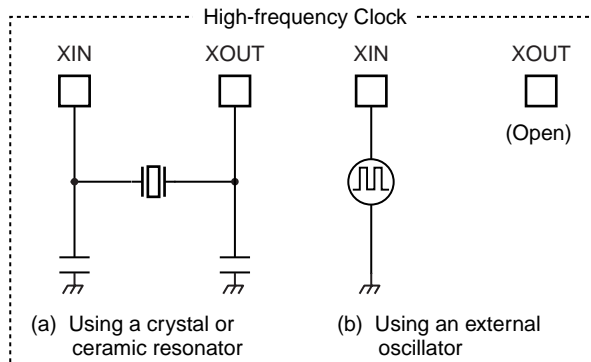 High-frequency Clock
XIN
XOUT
XIN
XOUT
(Open)
(a) Using a crystal or
ceramic resonator
(b) Using an external
oscillator